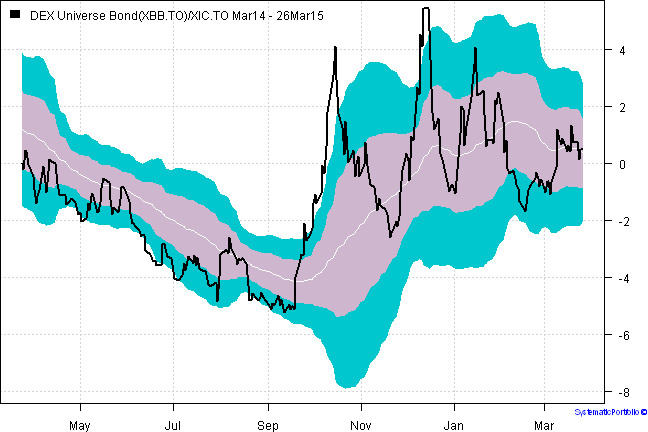 DEX Universe Bond(XBB.TO)/XIC.TO Mar14 - 26Mar15
4
2
0
-2
-4
-6
-8
SystematicPortfolio ©
May Jul Sep Nov Jan Mar